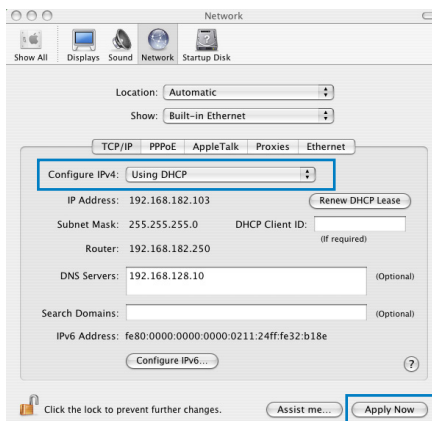 Network
Show All Displays Sound Network Startup Disk
Location: Automatic
Show: Built-in Ethernet
TCP/IP PPPoE AppleTalk Proxies Ethernet
Configure IPv4: Using DHCP
IP Address: 192.168.182.103 Renew DHCP Lease
Subnet Mask: 255.255.255.0 DHCP Client ID:
(If required)
Router: 192.168.182.250
DNS Servers: 192.168.128.10 (Optional)
Search Domains: (Optional)
IPv6 Address: fe80:0000:0000:0000:0211:24ff:fe32:b18e
Configure IPv6... ?
Click the lock to prevent further changes. Assist me... Apply Now